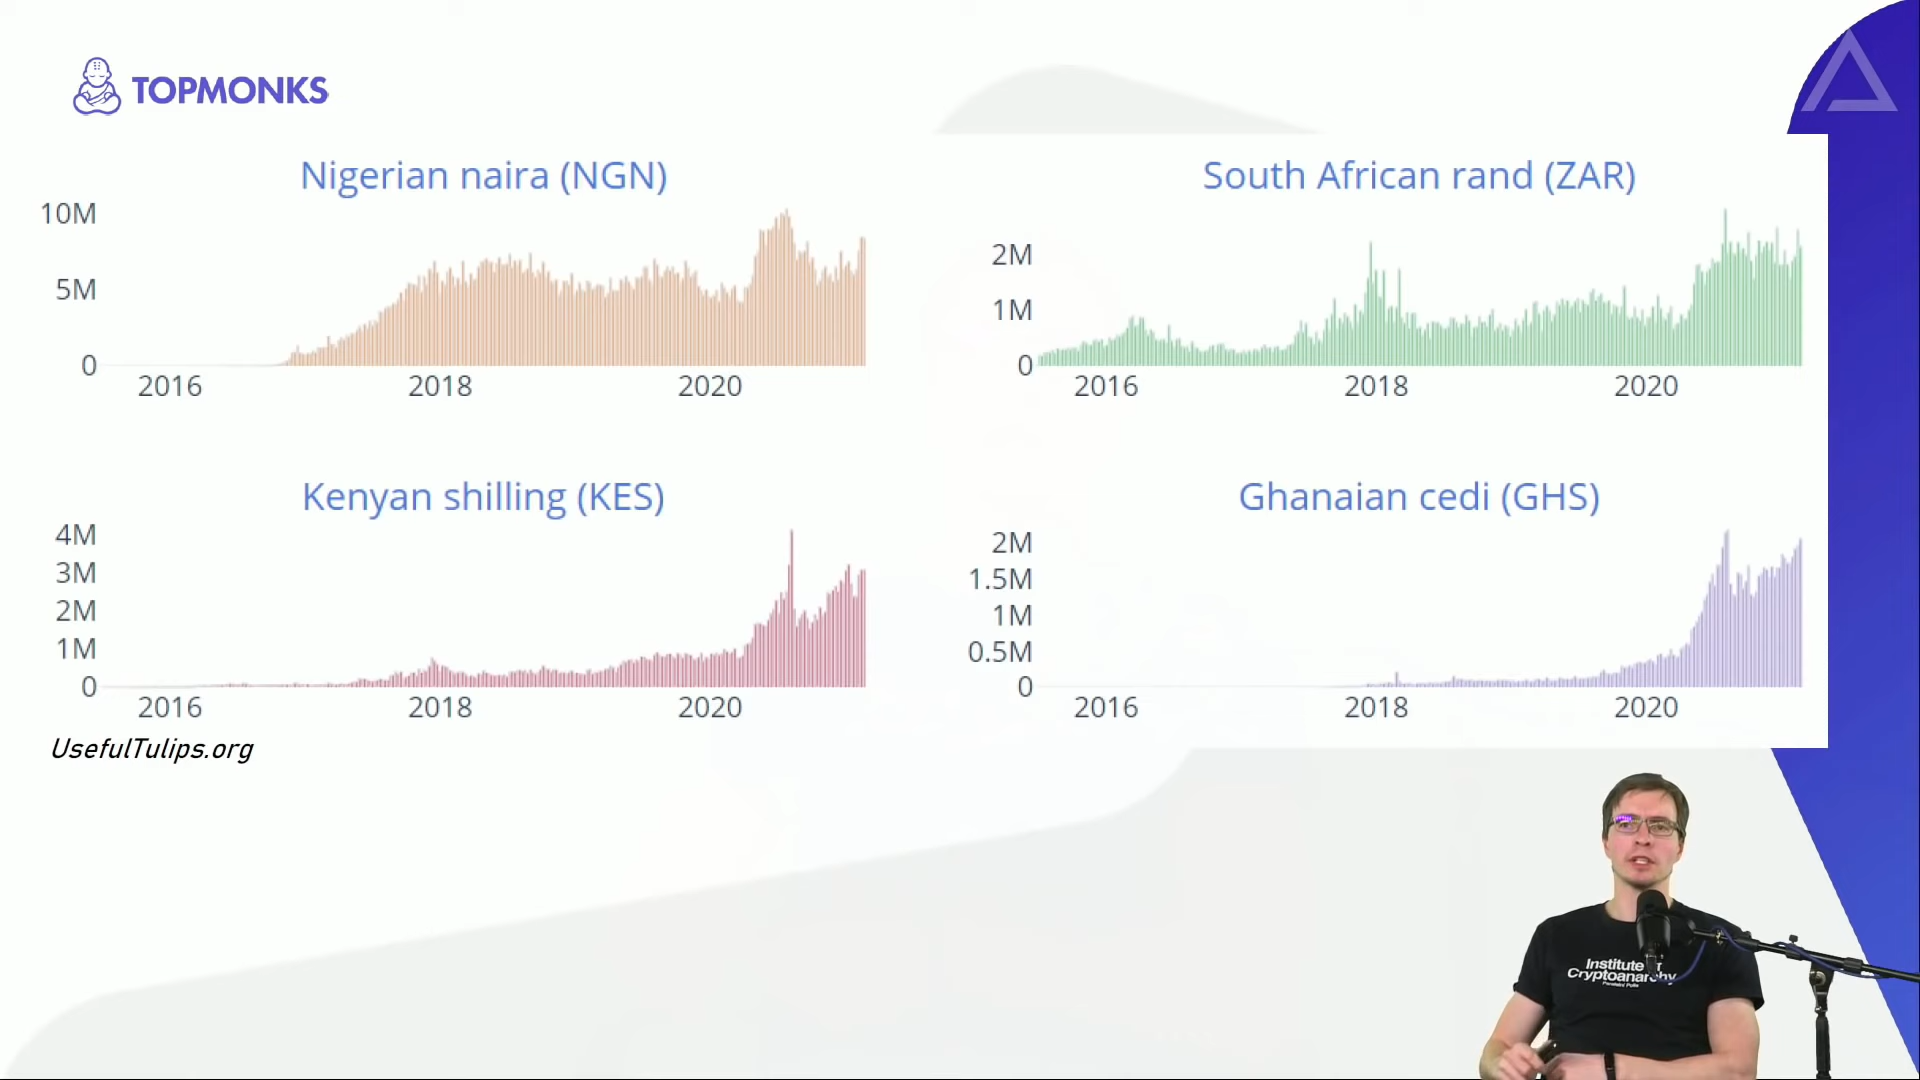 TOPMONKS
Nigerian naira (NGN)
10M
5M
0
2016 2018 2020
South African rand (ZAR)
2M
1M
0
2016 2018 2020
Kenyan shilling (KES)
4M
3M
2M
1M
0
2016 2018 2020
Ghanaian cedi (GHS)
2M
1.5M
1M
0.5M
0
2016 2018 2020
UsefulTulips.org
Institute of
Cryptoanarchy